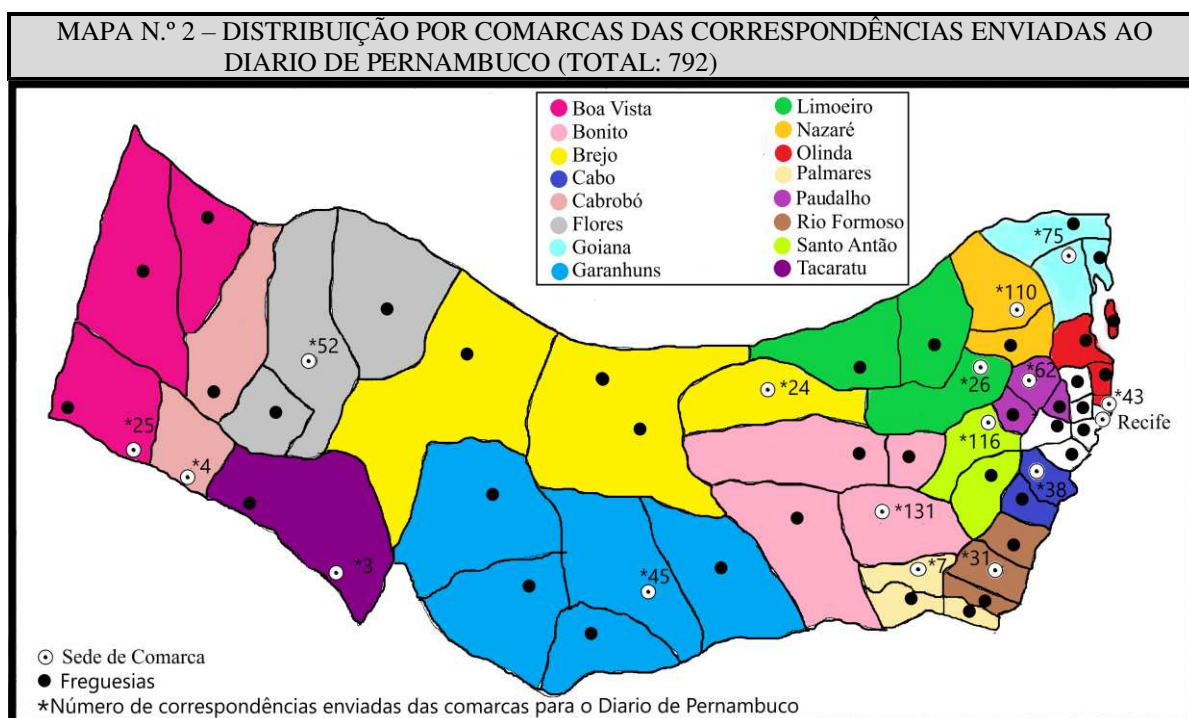 MAPA N.º 2 – DISTRIBUIÇÃO POR COMARCAS DAS CORRESPONDÊNCIAS ENVIADAS AO
DIARIO DE PERNAMBUCO (TOTAL: 792)
Boa Vista
Bonito
Brejo
Cabo
Cabrobó
Flores
Goiana
Garanhuns
Limoeiro
Nazaré
Olinda
Palmares
Paudalho
Rio Formoso
Santo Antão
Tacaratu
*75
*110
*52
*62
*24
*26
*43
Recife
*25
*116
*4
*38
*131
*3
*7
*31
*45
Sede de Comarca
Freguesias
*Número de correspondências enviadas das comarcas para o Diario de Pernambuco